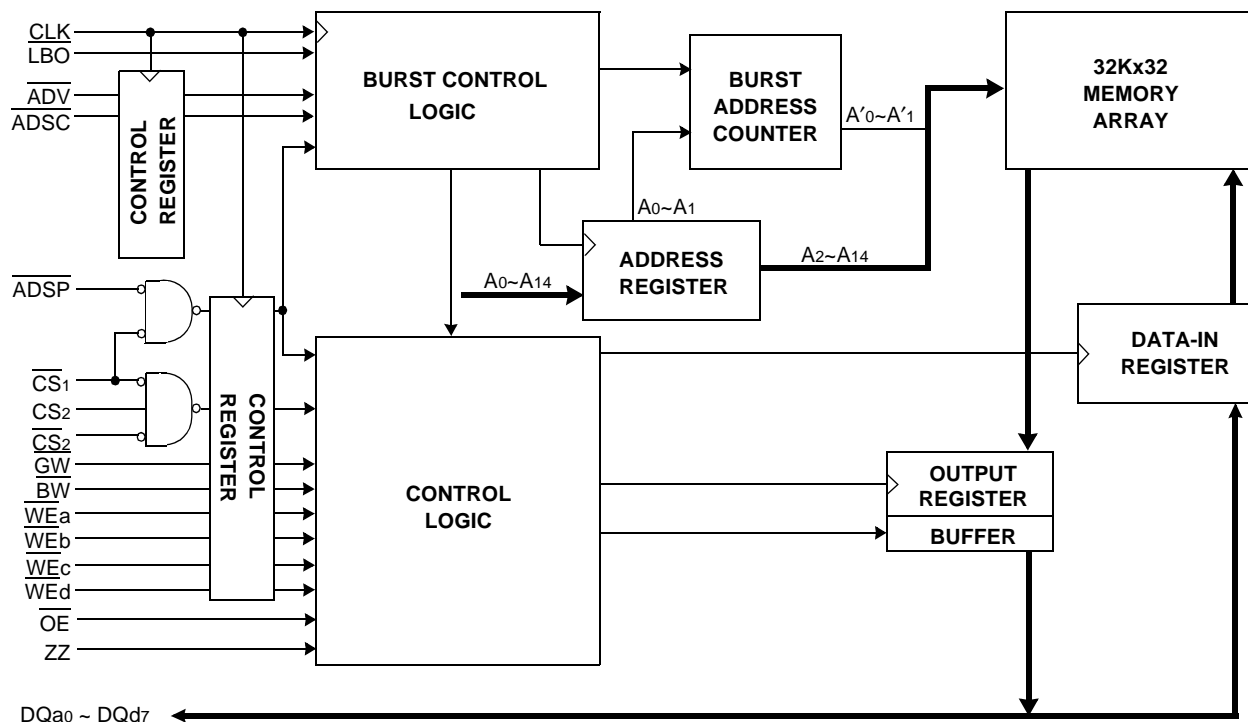 CLK
LBO
ADV
ADSC
CONTROL
REGISTER
BURST CONTROL
LOGIC
BURST
ADDRESS
COUNTER
A′0~A′1
32Kx32
MEMORY
ARRAY
A0~A1
ADDRESS
REGISTER
A2~A14
A0~A14
ADSP
CS1
CS2
CS2
GW
BW
WEa
WEb
WEc
WEd
OE
ZZ
CONTROL
REGISTER
CONTROL
LOGIC
DATA-IN
REGISTER
OUTPUT
REGISTER
BUFFER
DQa0 ~ DQd7